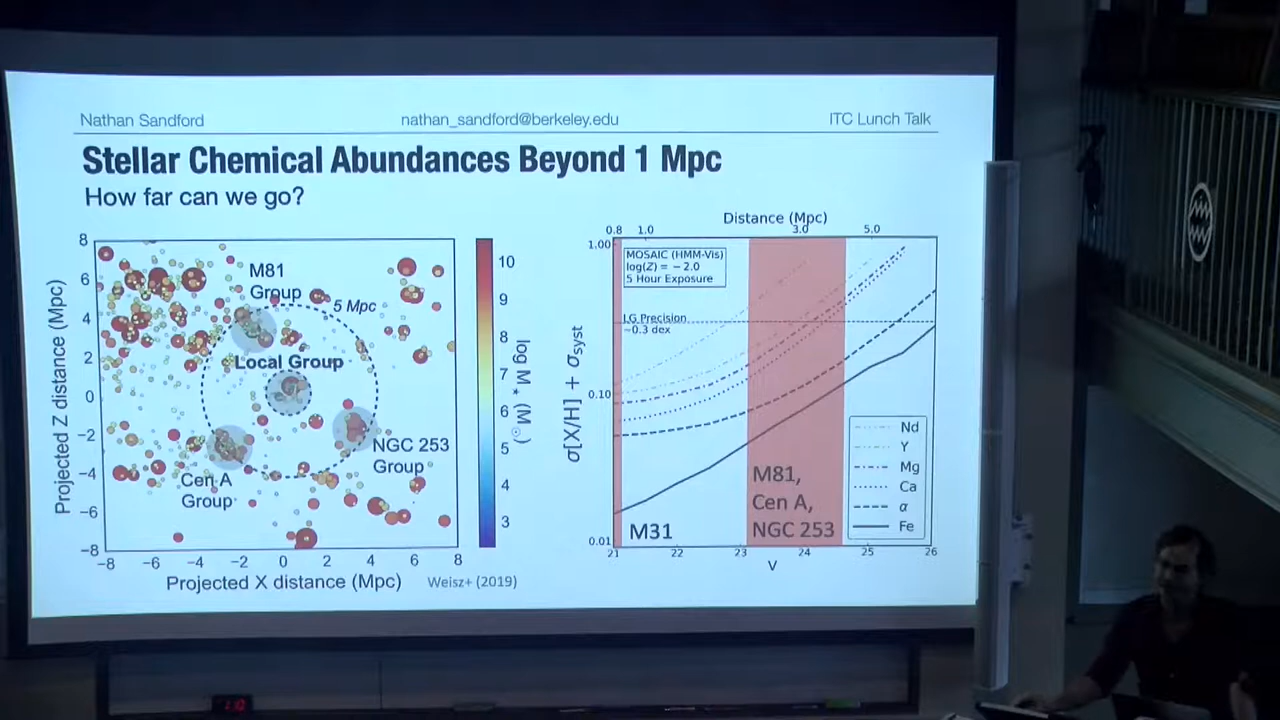 Nathan Sandford nathan_sandford@berkeley.edu ITC Lunch Talk
Stellar Chemical Abundances Beyond 1 Mpc
How far can we go?
8
6
4
2
0
−2
−4
−6
−8
Projected Z distance (Mpc)
M81
Group
5 Mpc
Local Group
NGC 253
Group
Cen A
Group
−8 −6 −4 −2 0 2 4 6 8
Projected X distance (Mpc)
Weisz+ (2019)
10
9
8
7
6
5
4
3
log M⋆ (M⊙)
Distance (Mpc)
0.8 1.0 3.0 5.0
1.00
0.10
0.01
σ[X/H] + σsyst
MOSAIC (HMM-Vis)
log(Z) = −2.0
5 Hour Exposure
LG Precision
~0.3 dex
M31
M81,
Cen A,
NGC 253
Nd
Y
Mg
Ca
α
Fe
21 22 23 24 25 26
V